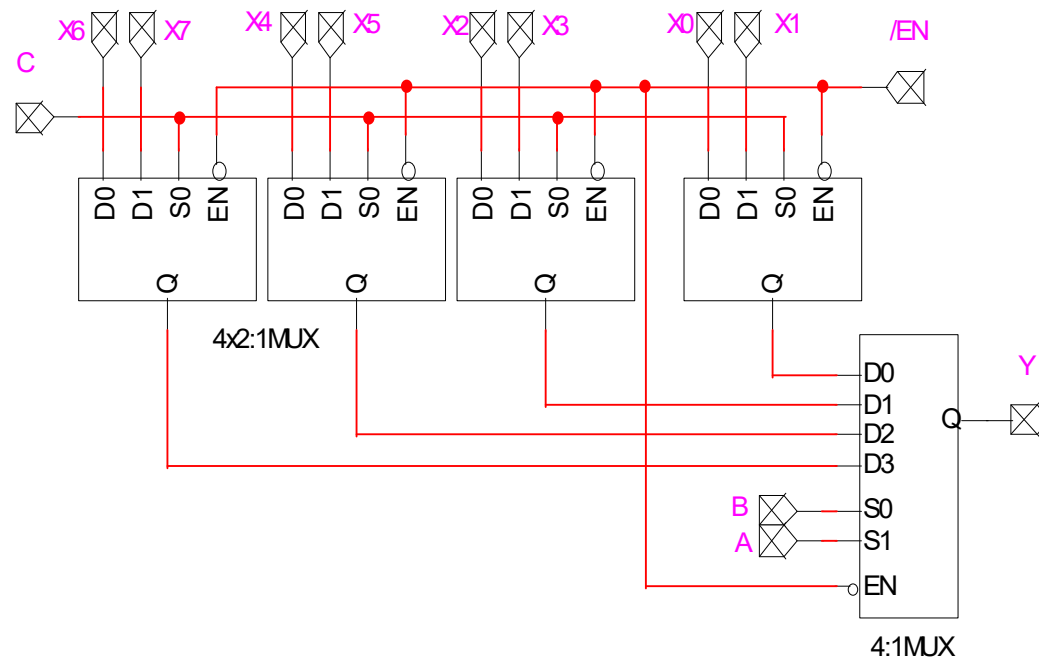 X6 X7 X4 X5 X2 X3 X0 X1 /EN
C
D0 D1 S0 EN D0 D1 S0 EN D0 D1 S0 EN D0 D1 S0 EN
Q Q Q Q
4x2:1MUX
D0
D1
D2
D3
Q
Y
B
S0
A
S1
EN
4:1MUX